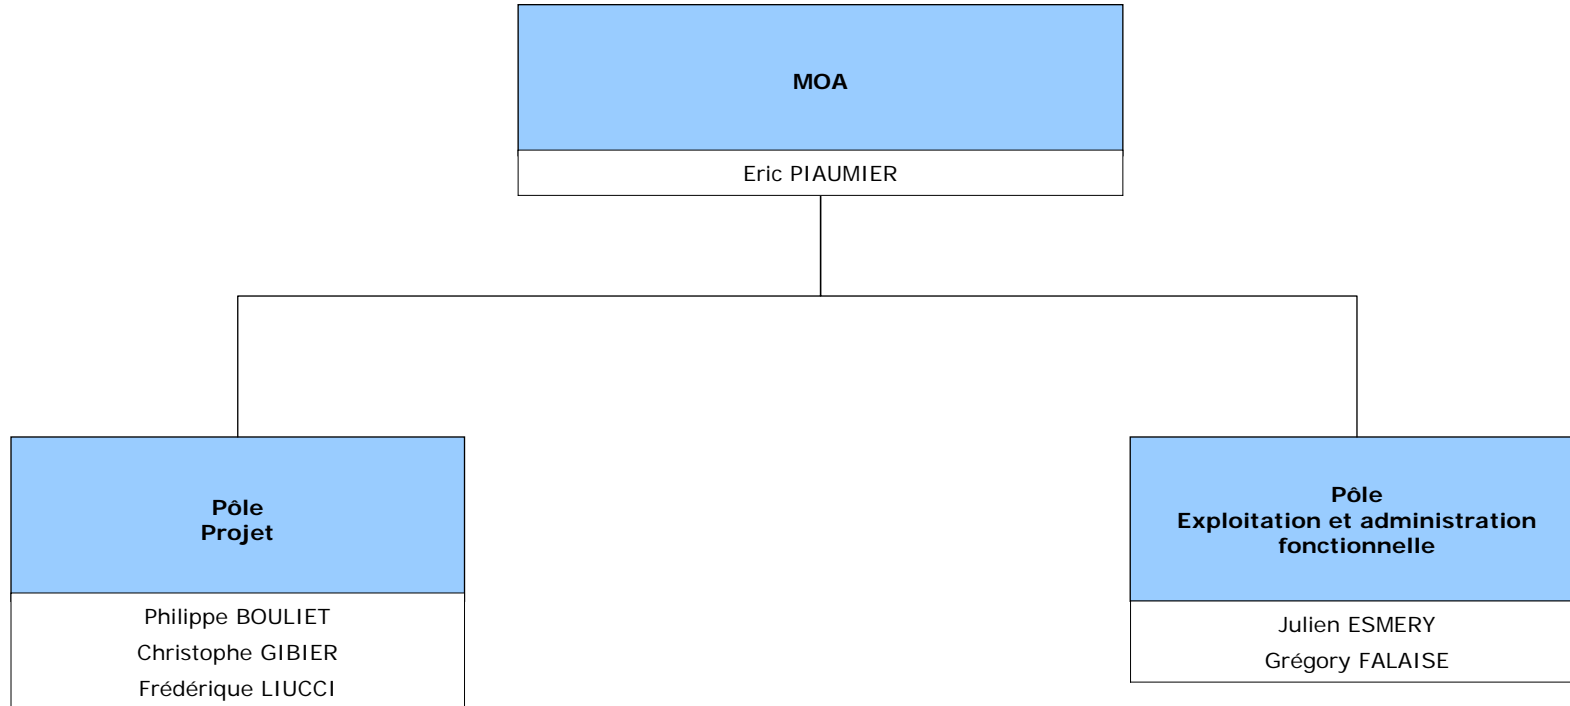 MOA
Eric PIAUMIER
Pôle
Projet
Philippe BOULIET
Christophe GIBIER
Frédérique LIUCCI
Pôle
Exploitation et administration
fonctionnelle
Julien ESMERY
Grégory FALAISE